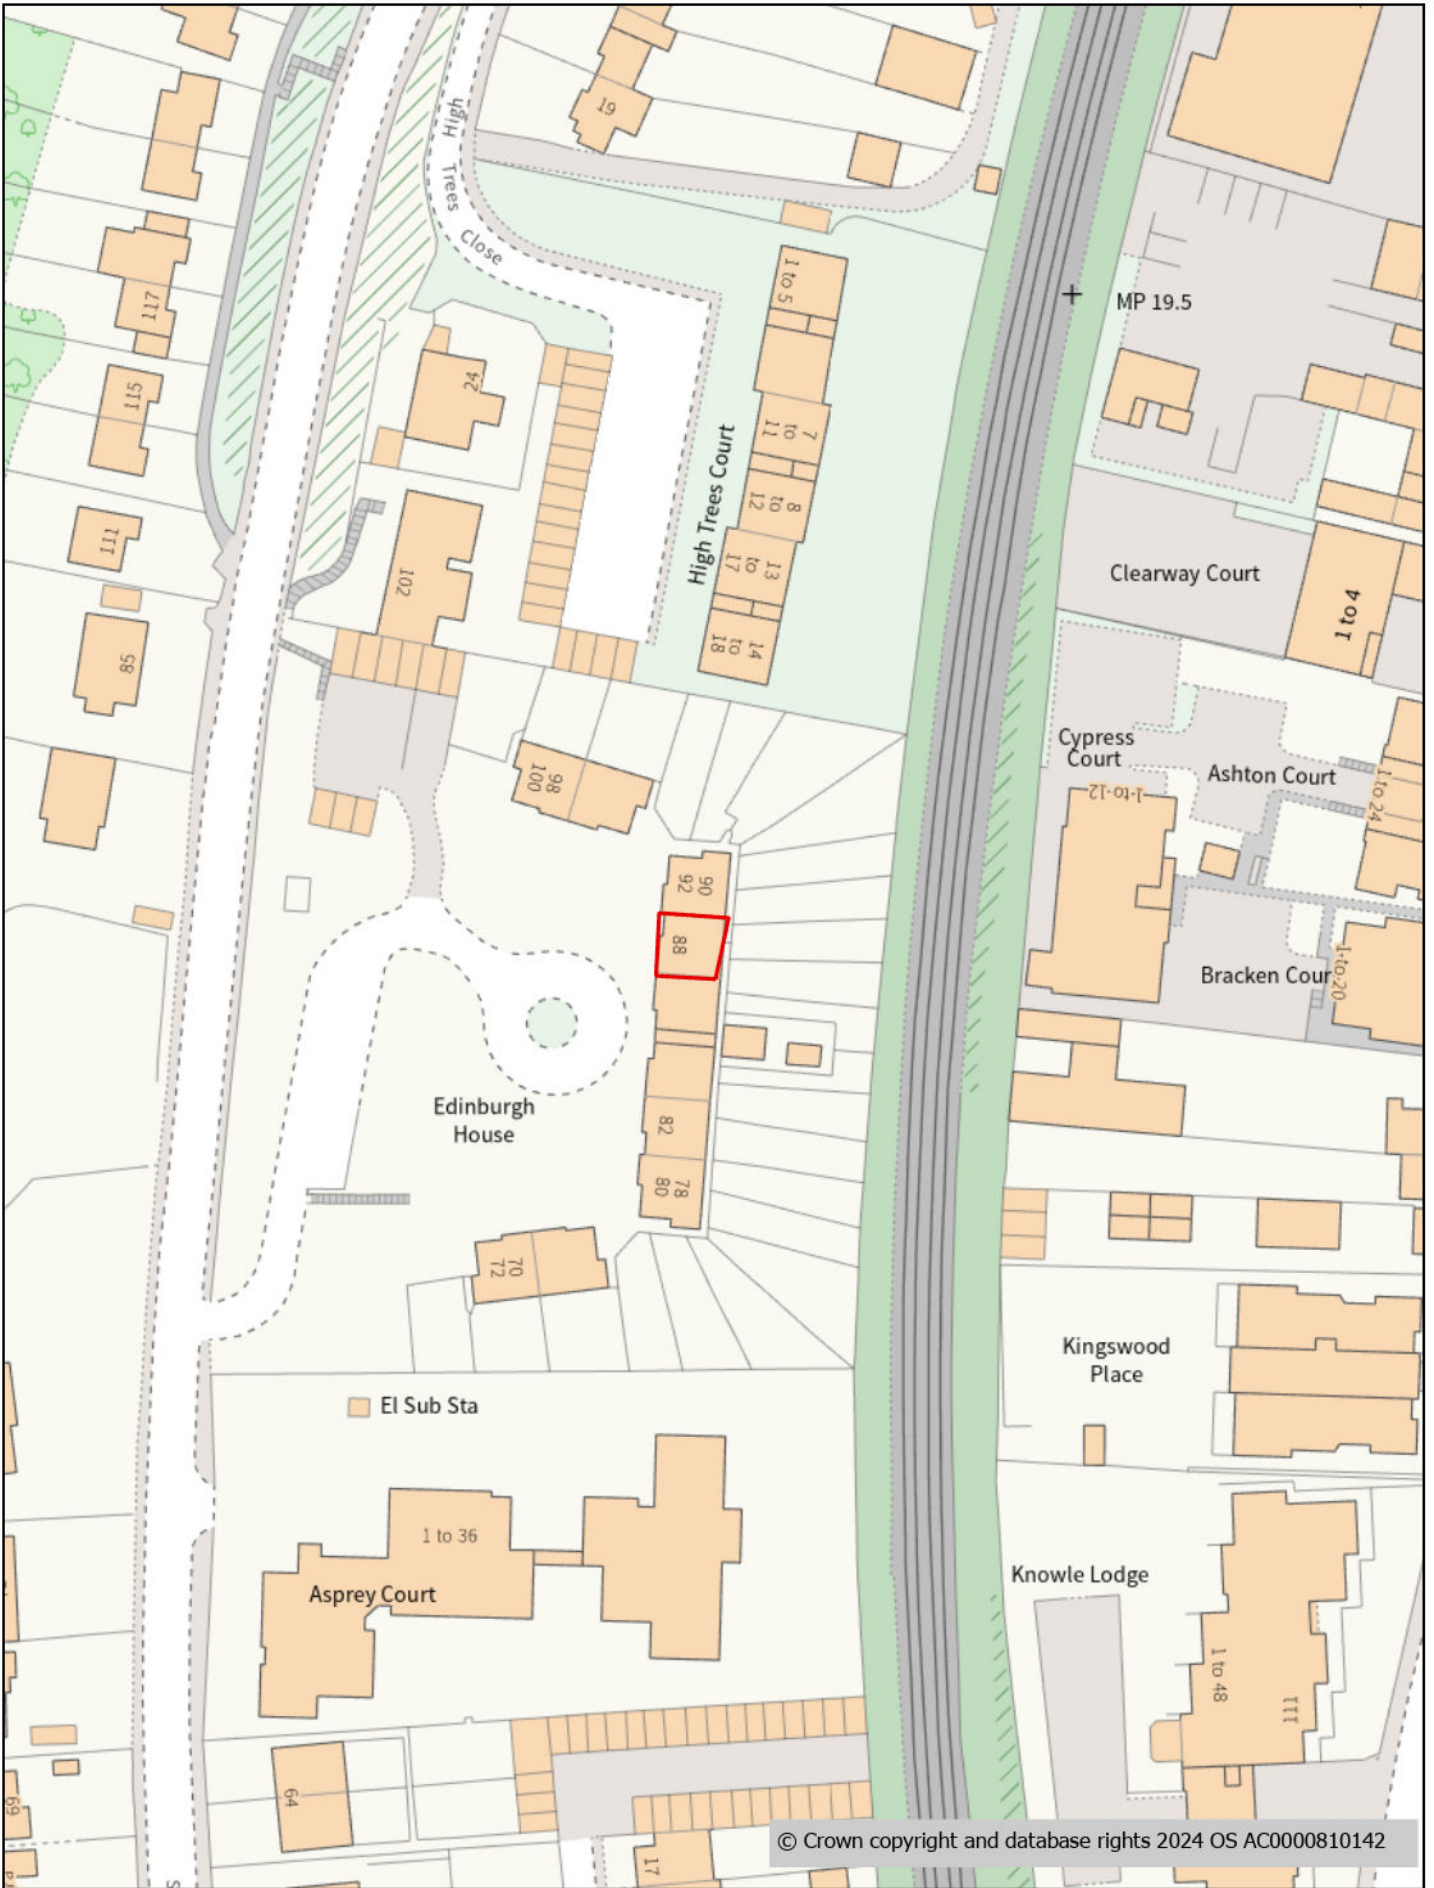 19
High
Trees
Close
1 to 5
MP 19.5
117
24
115
High Trees Court
7
to
11
8
to
12
111
102
13
to
17
14
to
18
Clearway Court
1 to 4
85
Cypress
Court
1-to-12
Ashton Court
1 to 24
98
100
90
92
88
Bracken Cour
1-to-20
Edinburgh
House
82
78
80
70
72
Kingswood
Place
El Sub Sta
1 to 36
Asprey Court
Knowle Lodge
1 to 48
111
64
69
17
S
© Crown copyright and database rights 2024 OS AC0000810142